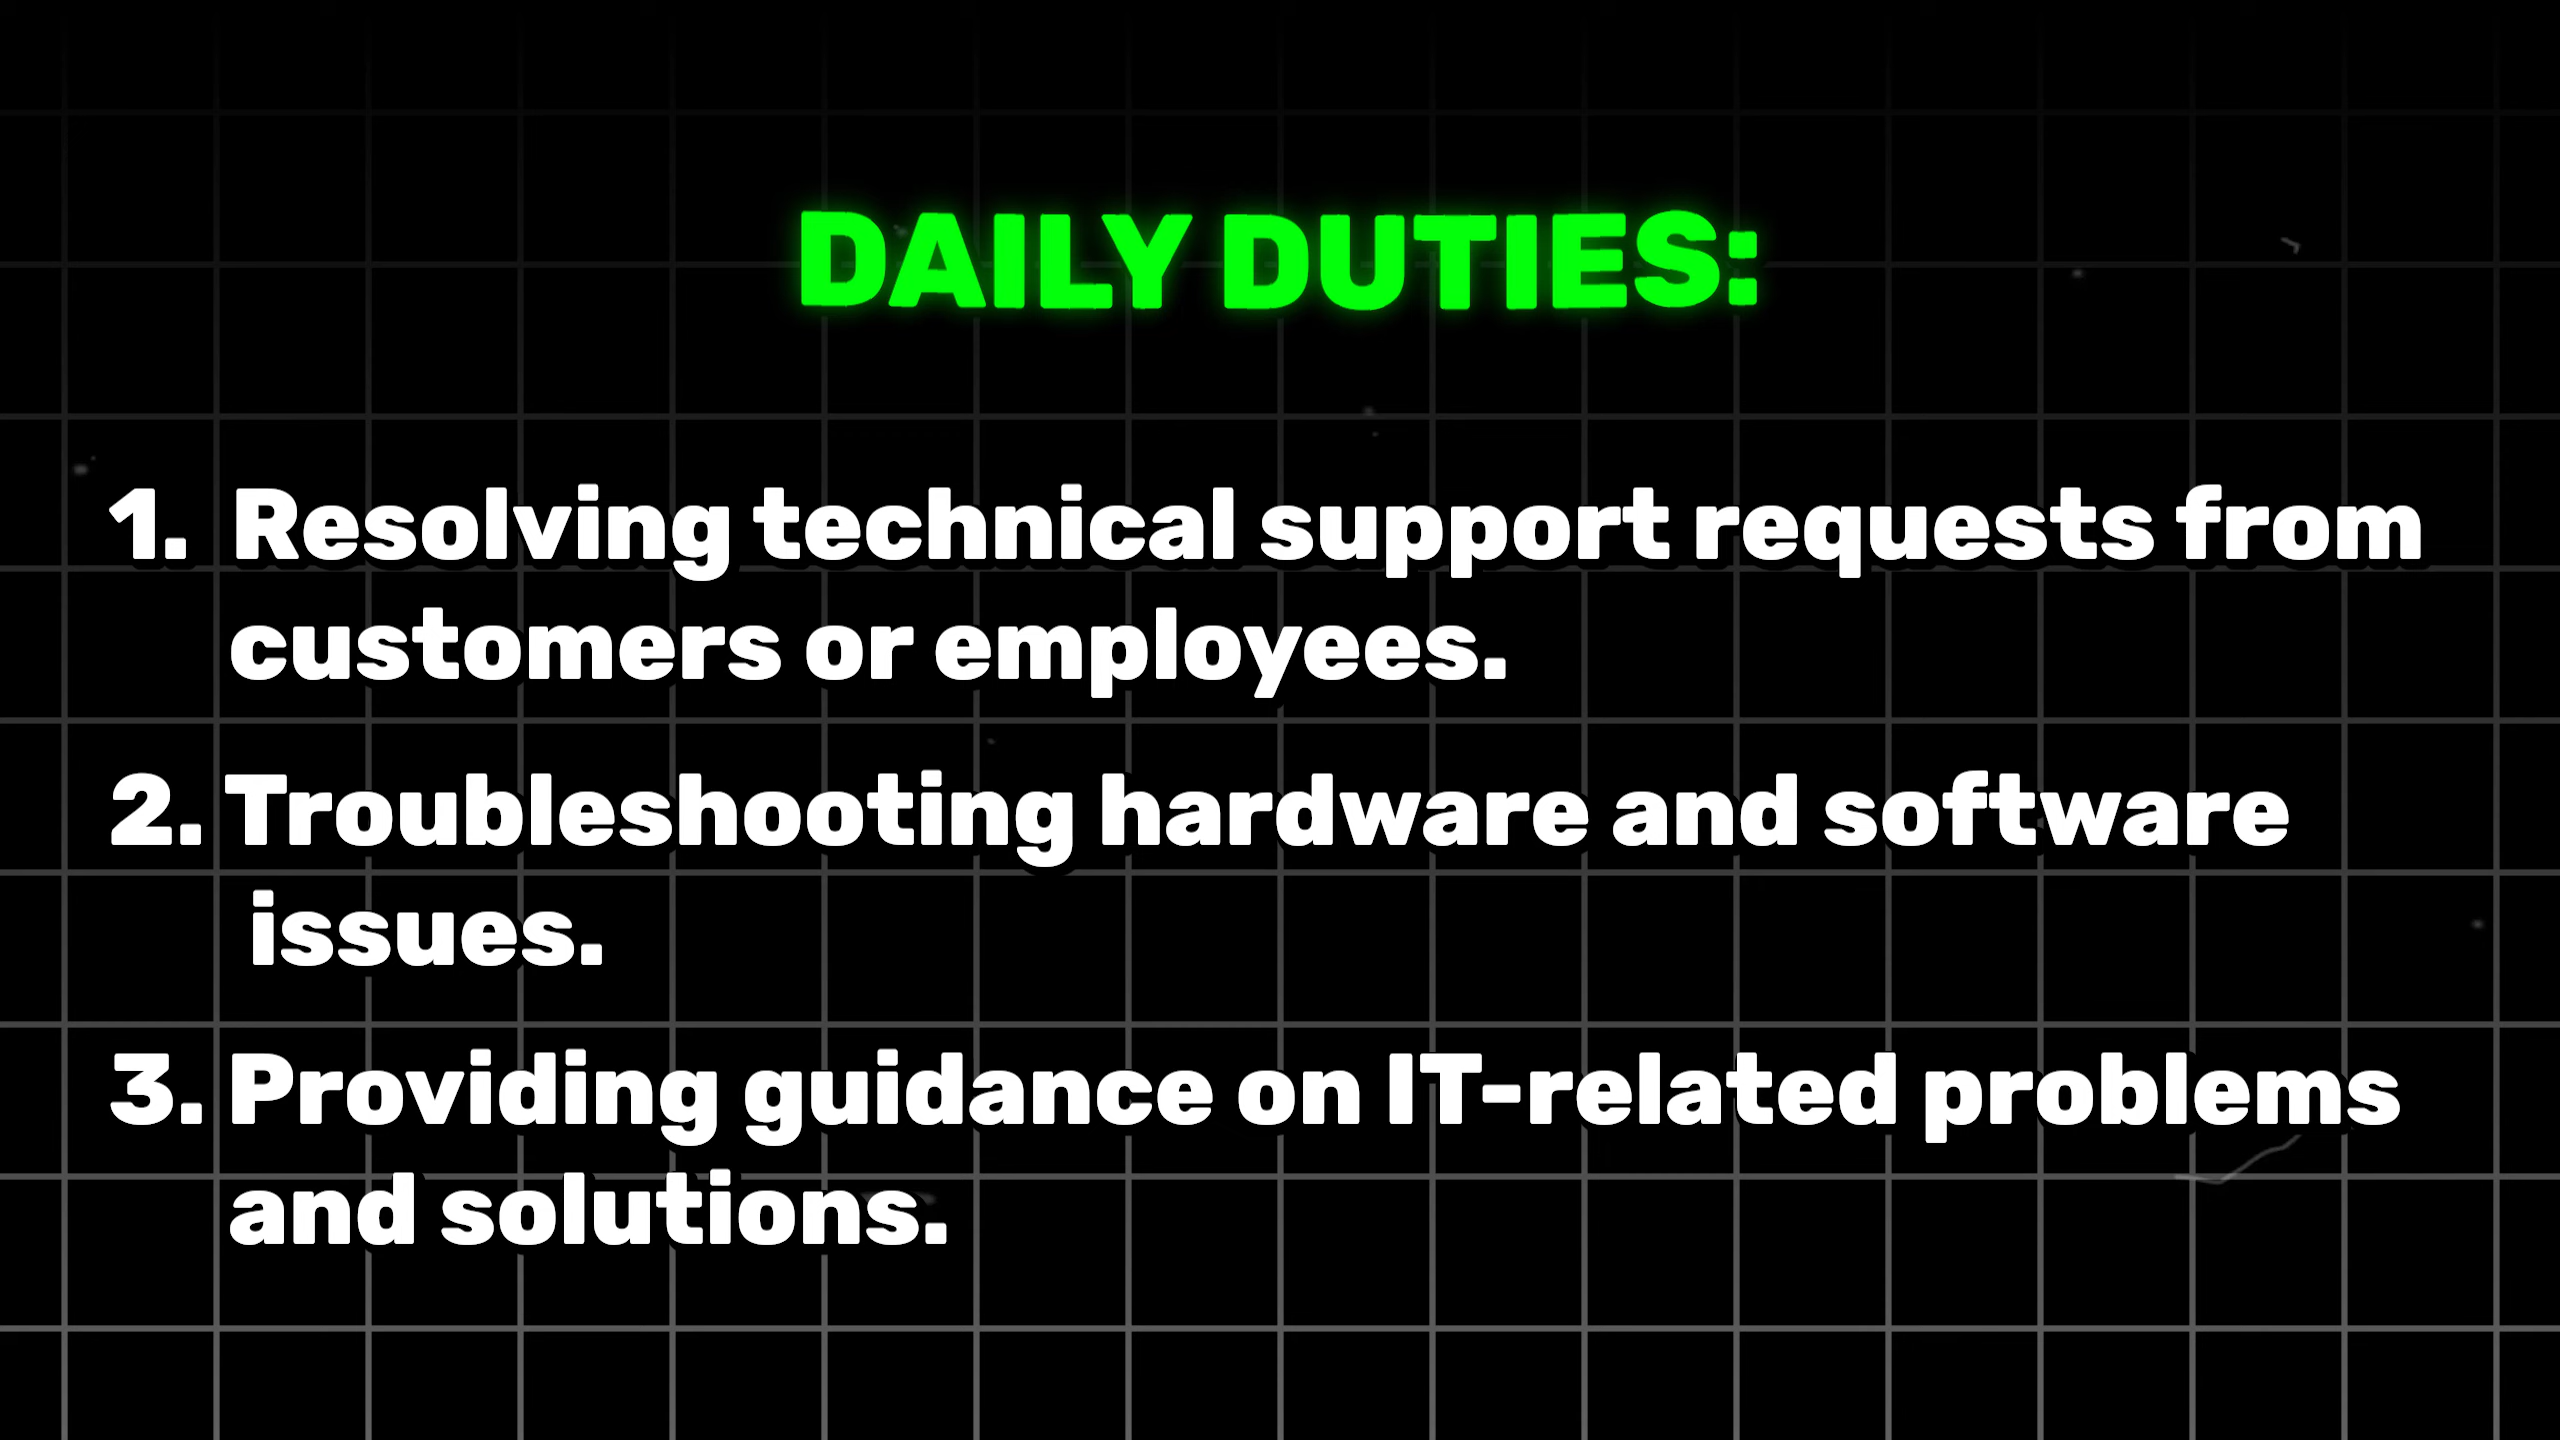 DAILY DUTIES:
1. Resolving technical support requests from
customers or employees.
2. Troubleshooting hardware and software
issues.
3. Providing guidance on IT-related problems
and solutions.